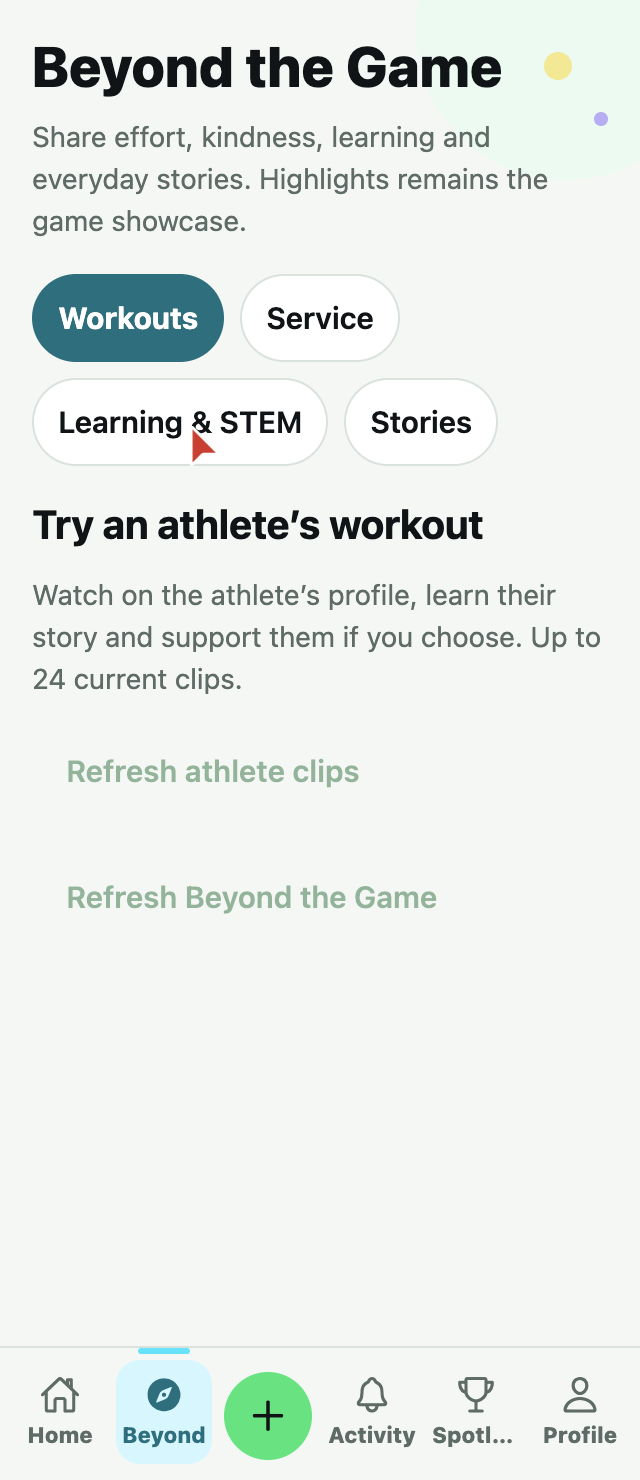 Beyond the Game
Share effort, kindness, learning and
everyday stories. Highlights remains the
game showcase.
Workouts
Service
Learning & STEM
Stories
Try an athlete’s workout
Watch on the athlete’s profile, learn their
story and support them if you choose. Up to
24 current clips.
Refresh athlete clips
Refresh Beyond the Game
Home
Beyond
Activity
Spotl...
Profile